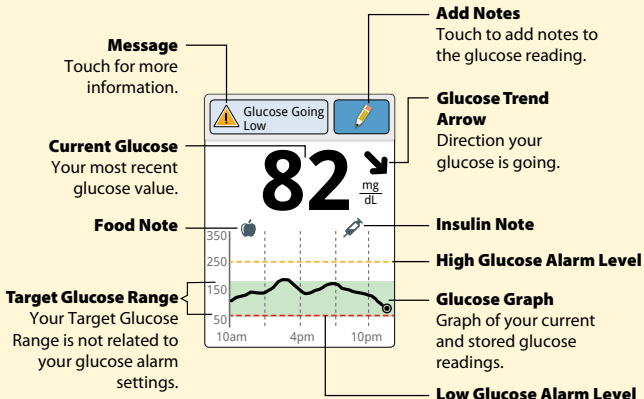 Add Notes
Touch to add notes to
the glucose reading.
Message
Touch for more
information.
Glucose Going
Low
Glucose Trend
Arrow
Direction your
glucose is going.
Current Glucose
Your most recent
glucose value.
82
mg
dL
Food Note
Insulin Note
350
250
150
50
10am 4pm 10pm
High Glucose Alarm Level
Target Glucose Range
Your Target Glucose
Range is not related to
your glucose alarm
settings.
Glucose Graph
Graph of your current
and stored glucose
readings.
Low Glucose Alarm Level